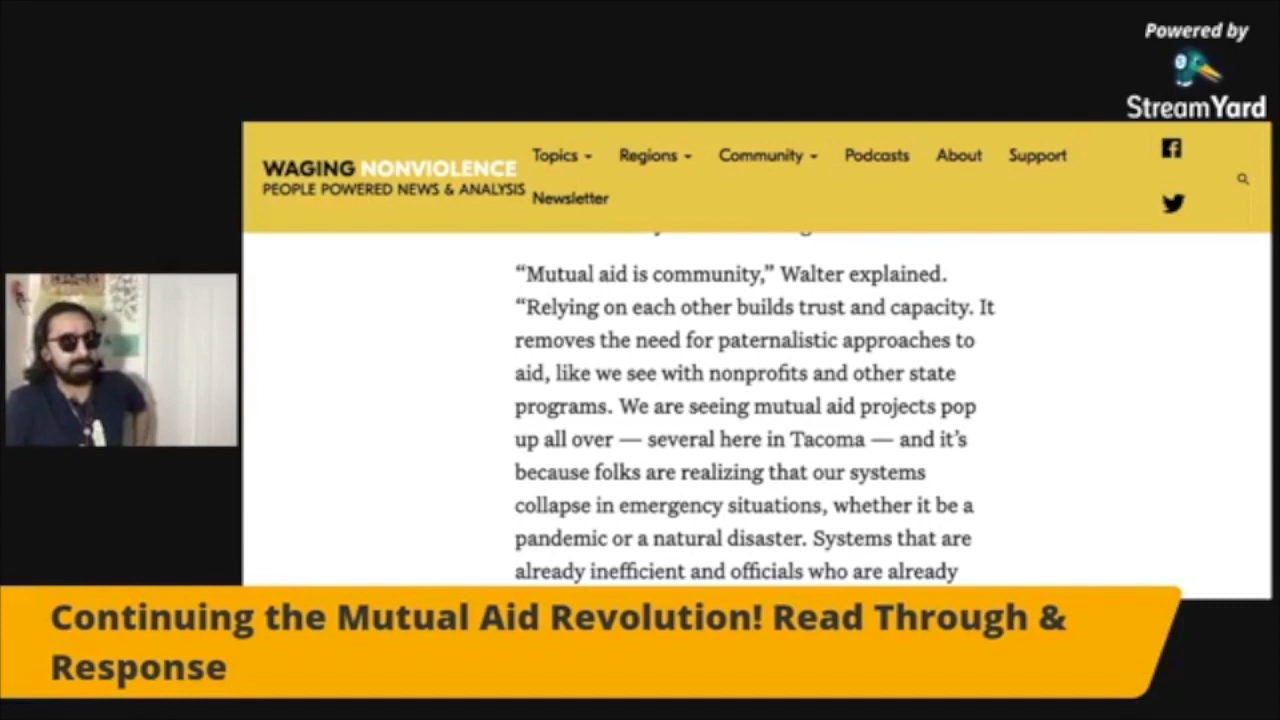 Powered by
StreamYard
WAGING NONVIOLENCE
PEOPLE POWERED NEWS & ANALYSIS
Topics
Regions
Community
Podcasts
About
Support
Newsletter
“Mutual aid is community,” Walter explained.
“Relying on each other builds trust and capacity. It
removes the need for paternalistic approaches to
aid, like we see with nonprofits and other state
programs. We are seeing mutual aid projects pop
up all over — several here in Tacoma — and it’s
because folks are realizing that our systems
collapse in emergency situations, whether it be a
pandemic or a natural disaster. Systems that are
already inefficient and officials who are already
Continuing the Mutual Aid Revolution! Read Through &
Response